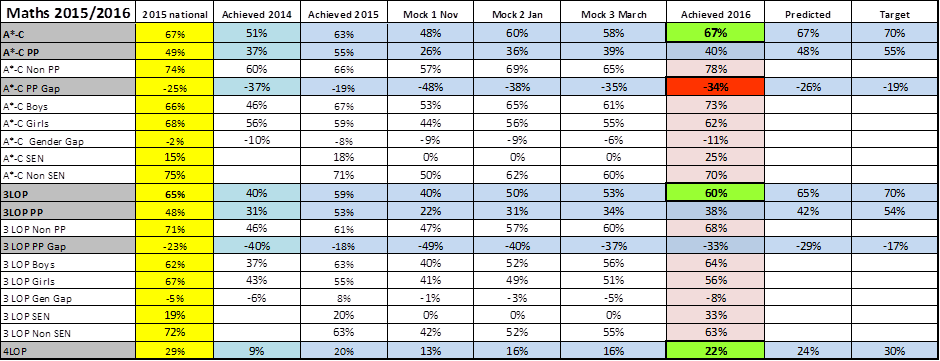 Maths 2015/2016 2015 national Achieved 2014 Achieved 2015 Mock 1 Nov Mock 2 Jan Mock 3 March Achieved 2016 Predicted Target
A*-C 67% 51% 63% 48% 60% 58% 67% 67% 70%
A*-C PP 49% 37% 55% 26% 36% 39% 40% 48% 55%
A*-C Non PP 74% 60% 66% 57% 69% 65% 78%
A*-C PP Gap -25% -37% -19% -48% -38% -35% -34% -26% -19%
A*-C Boys 66% 46% 67% 53% 65% 61% 73%
A*-C Girls 68% 56% 59% 44% 56% 55% 62%
A*-C Gender Gap -2% -10% -8% -9% -9% -6% -11%
A*-C SEN 15% 18% 0% 0% 0% 25%
A*-C Non SEN 75% 71% 50% 62% 60% 70%
3LOP 65% 40% 59% 40% 50% 53% 60% 65% 70%
3LOP PP 48% 31% 53% 22% 31% 34% 38% 42% 54%
3 LOP Non PP 71% 46% 61% 47% 57% 60% 68%
3 LOP PP Gap -23% -40% -18% -49% -40% -37% -33% -29% -17%
3 LOP Boys 62% 37% 63% 40% 52% 56% 64%
3 LOP Girls 67% 43% 55% 41% 49% 51% 56%
3 LOP Gen Gap -5% -6% 8% -1% -3% -5% -8%
3 LOP SEN 19% 20% 0% 0% 0% 33%
3 LOP Non SEN 72% 63% 42% 52% 55% 63%
4LOP 29% 9% 20% 13% 16% 16% 22% 24% 30%